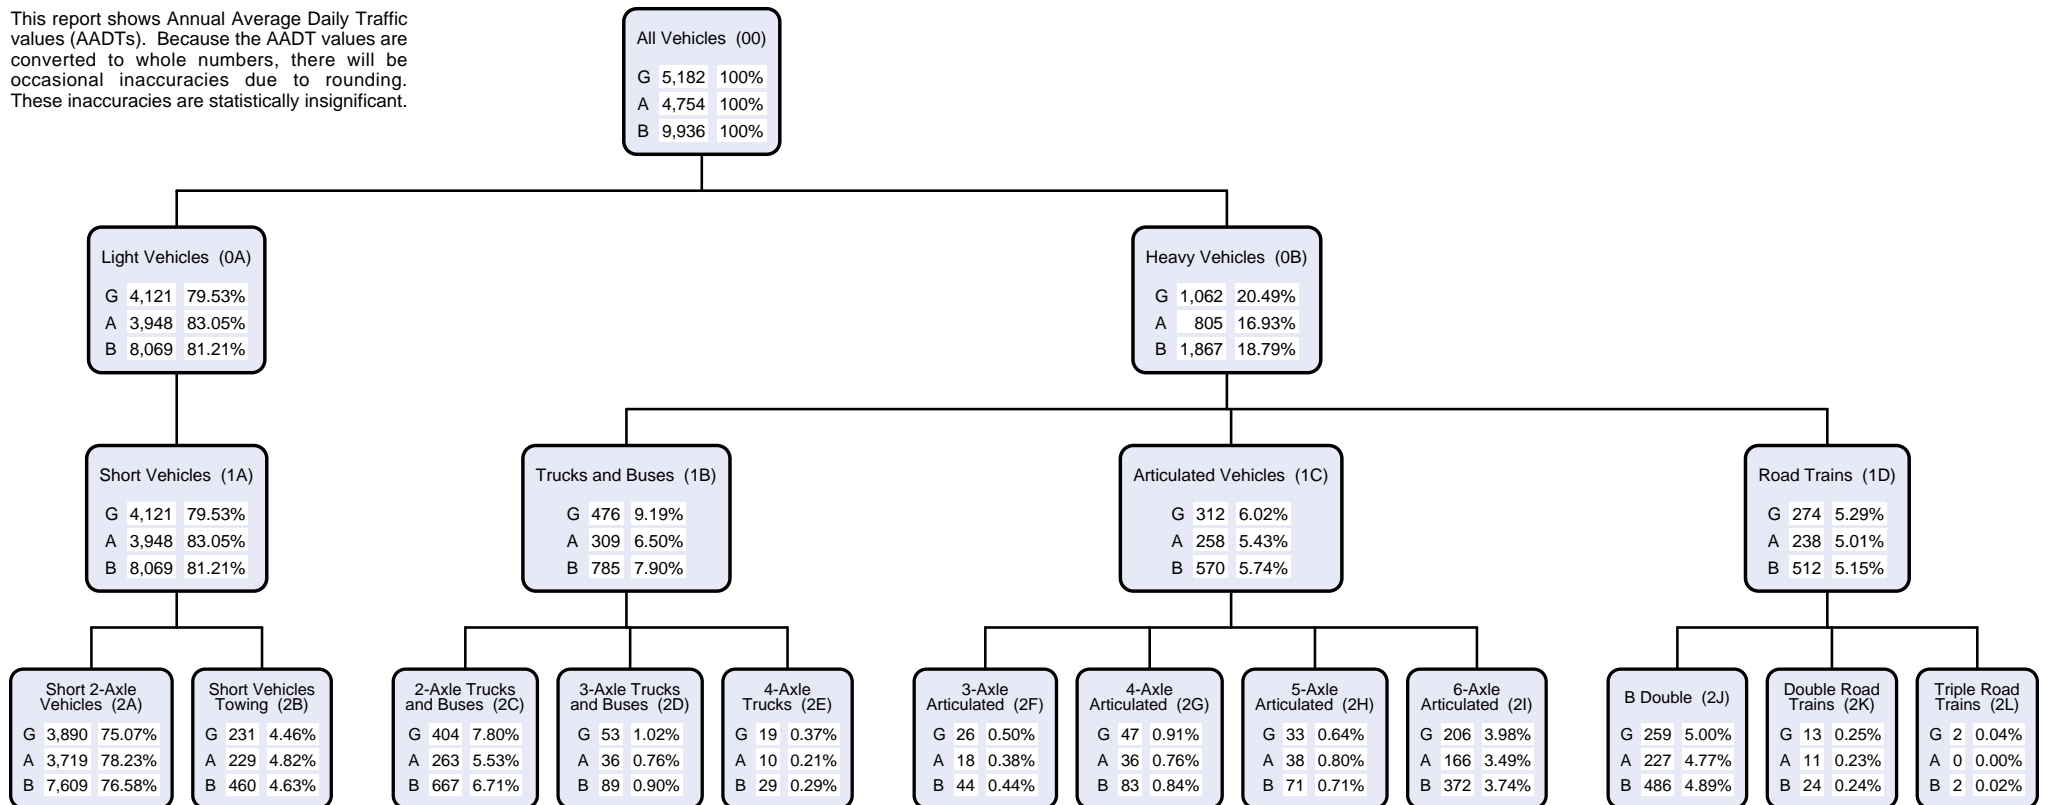 This report shows Annual Average Daily Traffic
values (AADTs). Because the AADT values are
converted to whole numbers, there will be
occasional inaccuracies due to rounding.
These inaccuracies are statistically insignificant.
All Vehicles (00)
G 5,182 100%
A 4,754 100%
B 9,936 100%
Light Vehicles (0A)
G 4,121 79.53%
A 3,948 83.05%
B 8,069 81.21%
Heavy Vehicles (0B)
G 1,062 20.49%
A 805 16.93%
B 1,867 18.79%
Short Vehicles (1A)
G 4,121 79.53%
A 3,948 83.05%
B 8,069 81.21%
Trucks and Buses (1B)
G 476 9.19%
A 309 6.50%
B 785 7.90%
Articulated Vehicles (1C)
G 312 6.02%
A 258 5.43%
B 570 5.74%
Road Trains (1D)
G 274 5.29%
A 238 5.01%
B 512 5.15%
Short 2-Axle
Vehicles (2A)
G 3,890 75.07%
A 3,719 78.23%
B 7,609 76.58%
Short Vehicles
Towing (2B)
G 231 4.46%
A 229 4.82%
B 460 4.63%
2-Axle Trucks
and Buses (2C)
G 404 7.80%
A 263 5.53%
B 667 6.71%
3-Axle Trucks
and Buses (2D)
G 53 1.02%
A 36 0.76%
B 89 0.90%
4-Axle
Trucks (2E)
G 19 0.37%
A 10 0.21%
B 29 0.29%
3-Axle
Articulated (2F)
G 26 0.50%
A 18 0.38%
B 44 0.44%
4-Axle
Articulated (2G)
G 47 0.91%
A 36 0.76%
B 83 0.84%
5-Axle
Articulated (2H)
G 33 0.64%
A 38 0.80%
B 71 0.71%
6-Axle
Articulated (2I)
G 206 3.98%
A 166 3.49%
B 372 3.74%
B Double (2J)
G 259 5.00%
A 227 4.77%
B 486 4.89%
Double Road
Trains (2K)
G 13 0.25%
A 11 0.23%
B 24 0.24%
Triple Road
Trains (2L)
G 2 0.04%
A 0 0.00%
B 2 0.02%